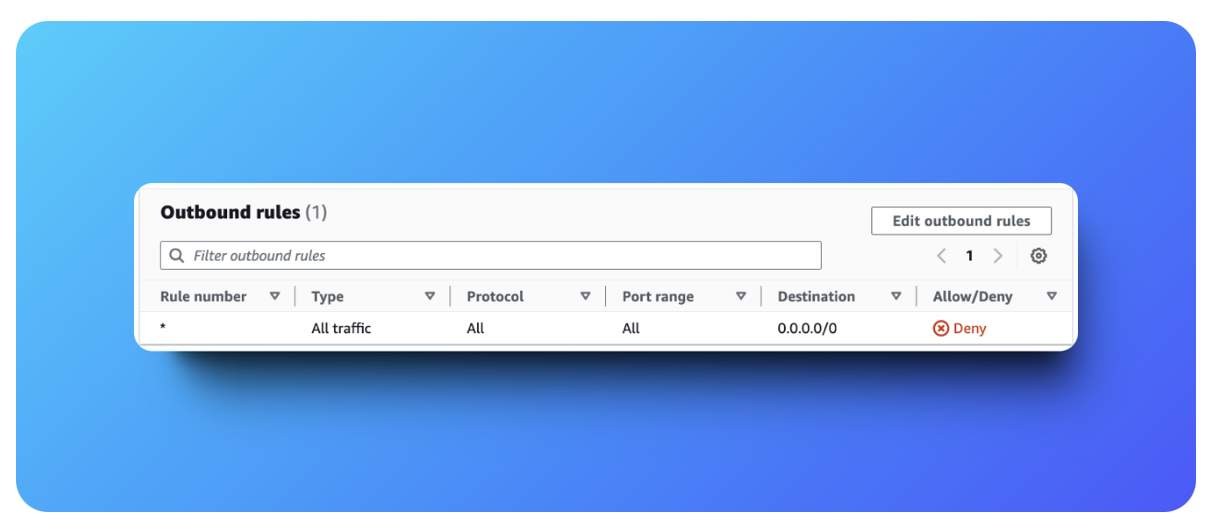 Outbound rules (1)
Edit outbound rules
Filter outbound rules
1
Rule number Type Protocol Port range Destination Allow/Deny
* All traffic All All 0.0.0.0/0 Deny